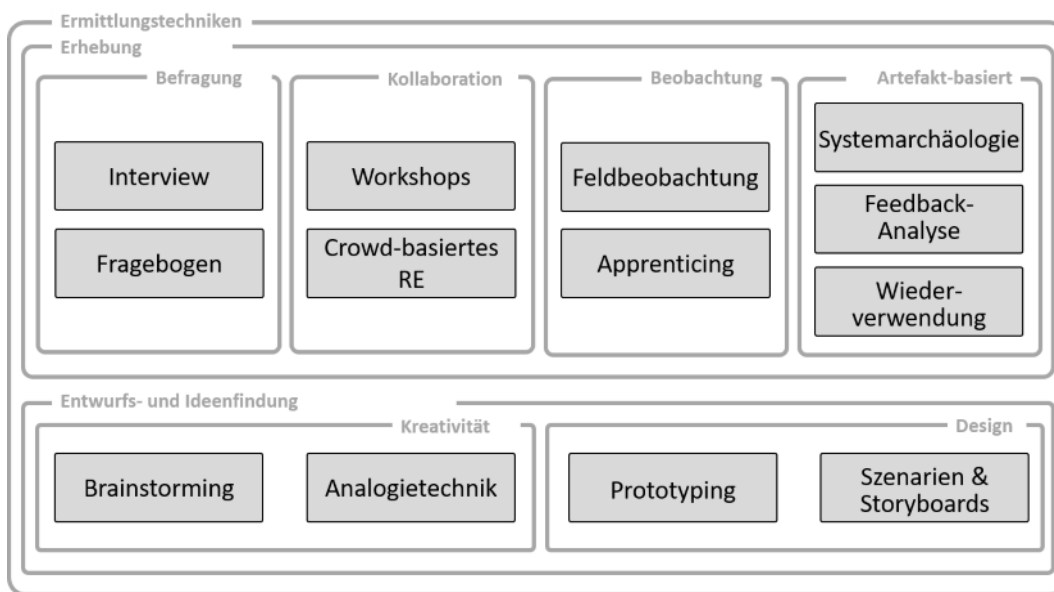 Ermittlungstechniken
Erhebung
Befragung
Interview
Fragebogen
Kollaboration
Workshops
Crowd-basiertes
RE
Beobachtung
Feldbeobachtung
Apprenticing
Artefakt-basiert
Systemarchäologie
Feedback-
Analyse
Wieder-
verwendung
Entwurfs- und Ideenfindung
Kreativität
Brainstorming
Analogietechnik
Design
Prototyping
Szenarien &
Storyboards